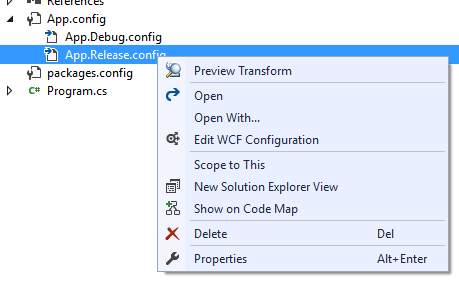 References
App.config
App.Debug.config
App.Release.config
packages.config
C# Program.cs
Preview Transform
Open
Open With...
Edit WCF Configuration
Scope to This
New Solution Explorer View
Show on Code Map
Delete Del
Properties Alt+Enter